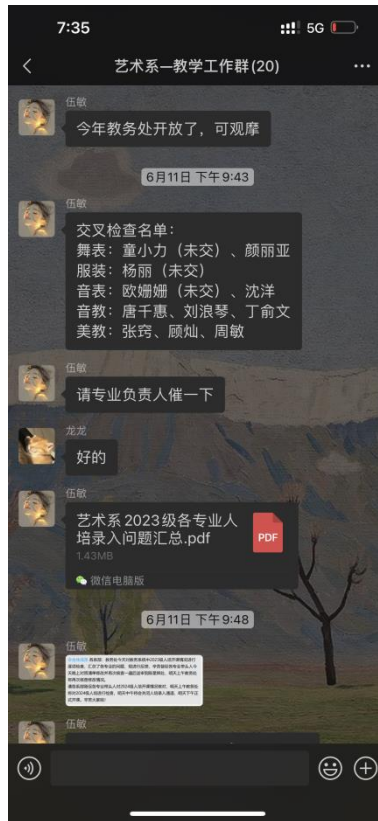 7:35
5G
艺术系—教学工作群(20)
伍敏
今年教务处开放了，可观摩
6月11日 下午9:43
伍敏
交叉检查名单：
舞表：童小力（未交）、颜丽亚
服装：杨丽（未交）
音表：欧姗姗（未交）、沈洋
音教：唐千惠、刘浪琴、丁俞文
美教：张窍、顾灿、周敏
伍敏
请专业负责人催一下
龙龙
好的
伍敏
艺术系2023级各专业人
培录入问题汇总.pdf
PDF
1.43MB
微信电脑版
6月11日 下午9:48
伍敏
伍敏